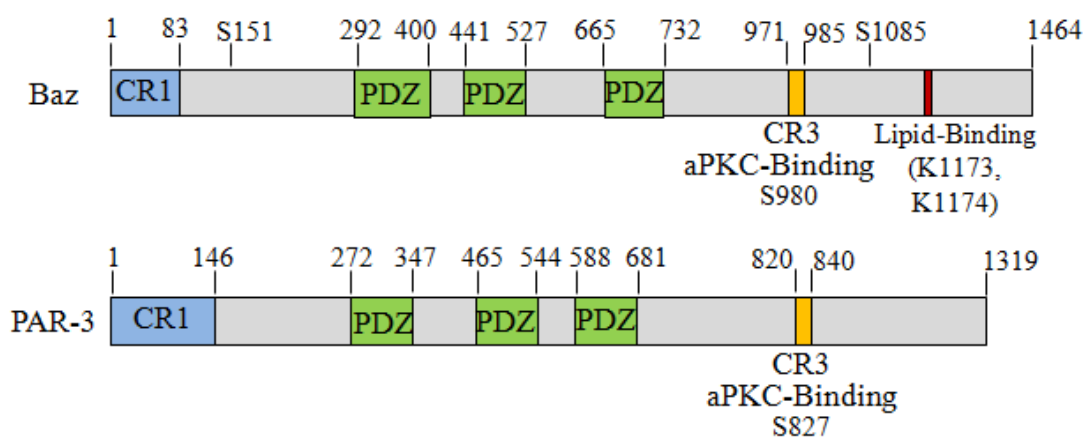 1 83 S151 292 400 441 527 665 732 971 985 S1085 1464
Baz CR1 PDZ PDZ PDZ
CR3 Lipid-Binding
aPKC-Binding (K1173,
S980 K1174)
1 146 272 347 465 544 588 681 820 840 1319
PAR-3 CR1 PDZ PDZ PDZ
CR3
aPKC-Binding
S827